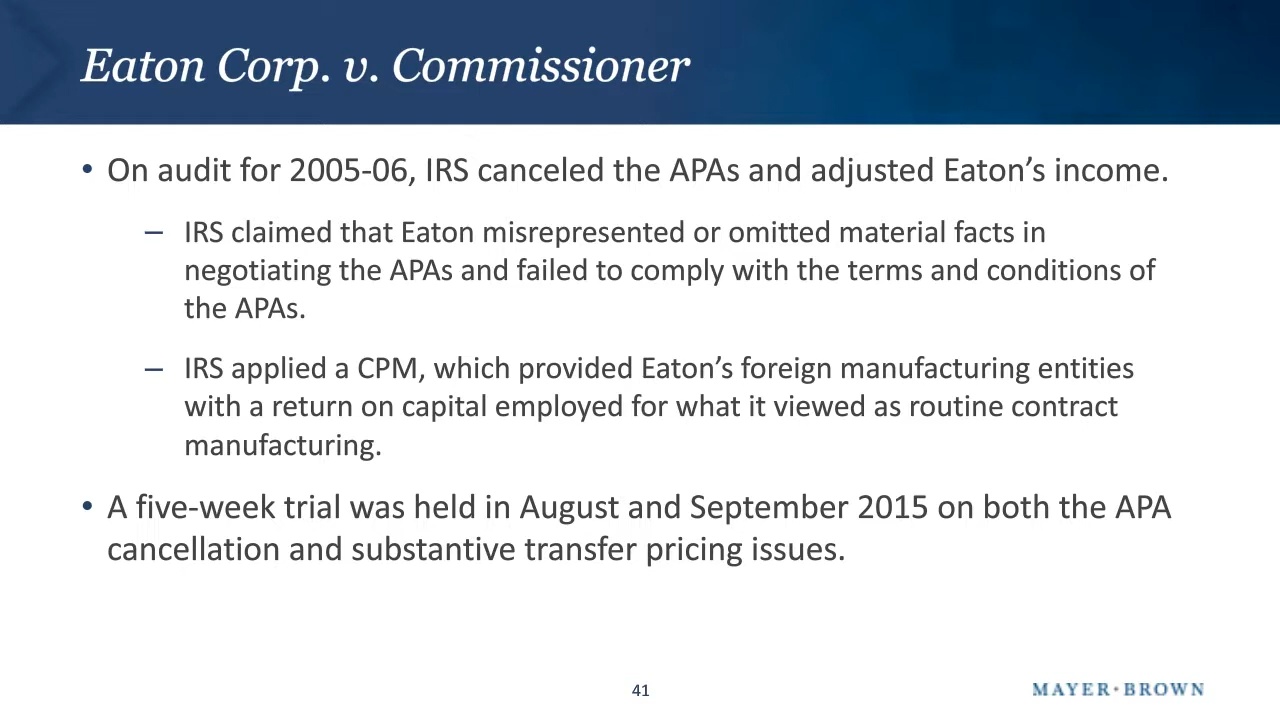 Eaton Corp. v. Commissioner
• On audit for 2005-06, IRS canceled the APAs and adjusted Eaton’s income.
– IRS claimed that Eaton misrepresented or omitted material facts in
negotiating the APAs and failed to comply with the terms and conditions of
the APAs.
– IRS applied a CPM, which provided Eaton’s foreign manufacturing entities
with a return on capital employed for what it viewed as routine contract
manufacturing.
• A five-week trial was held in August and September 2015 on both the APA
cancellation and substantive transfer pricing issues.
41
MAYER•BROWN